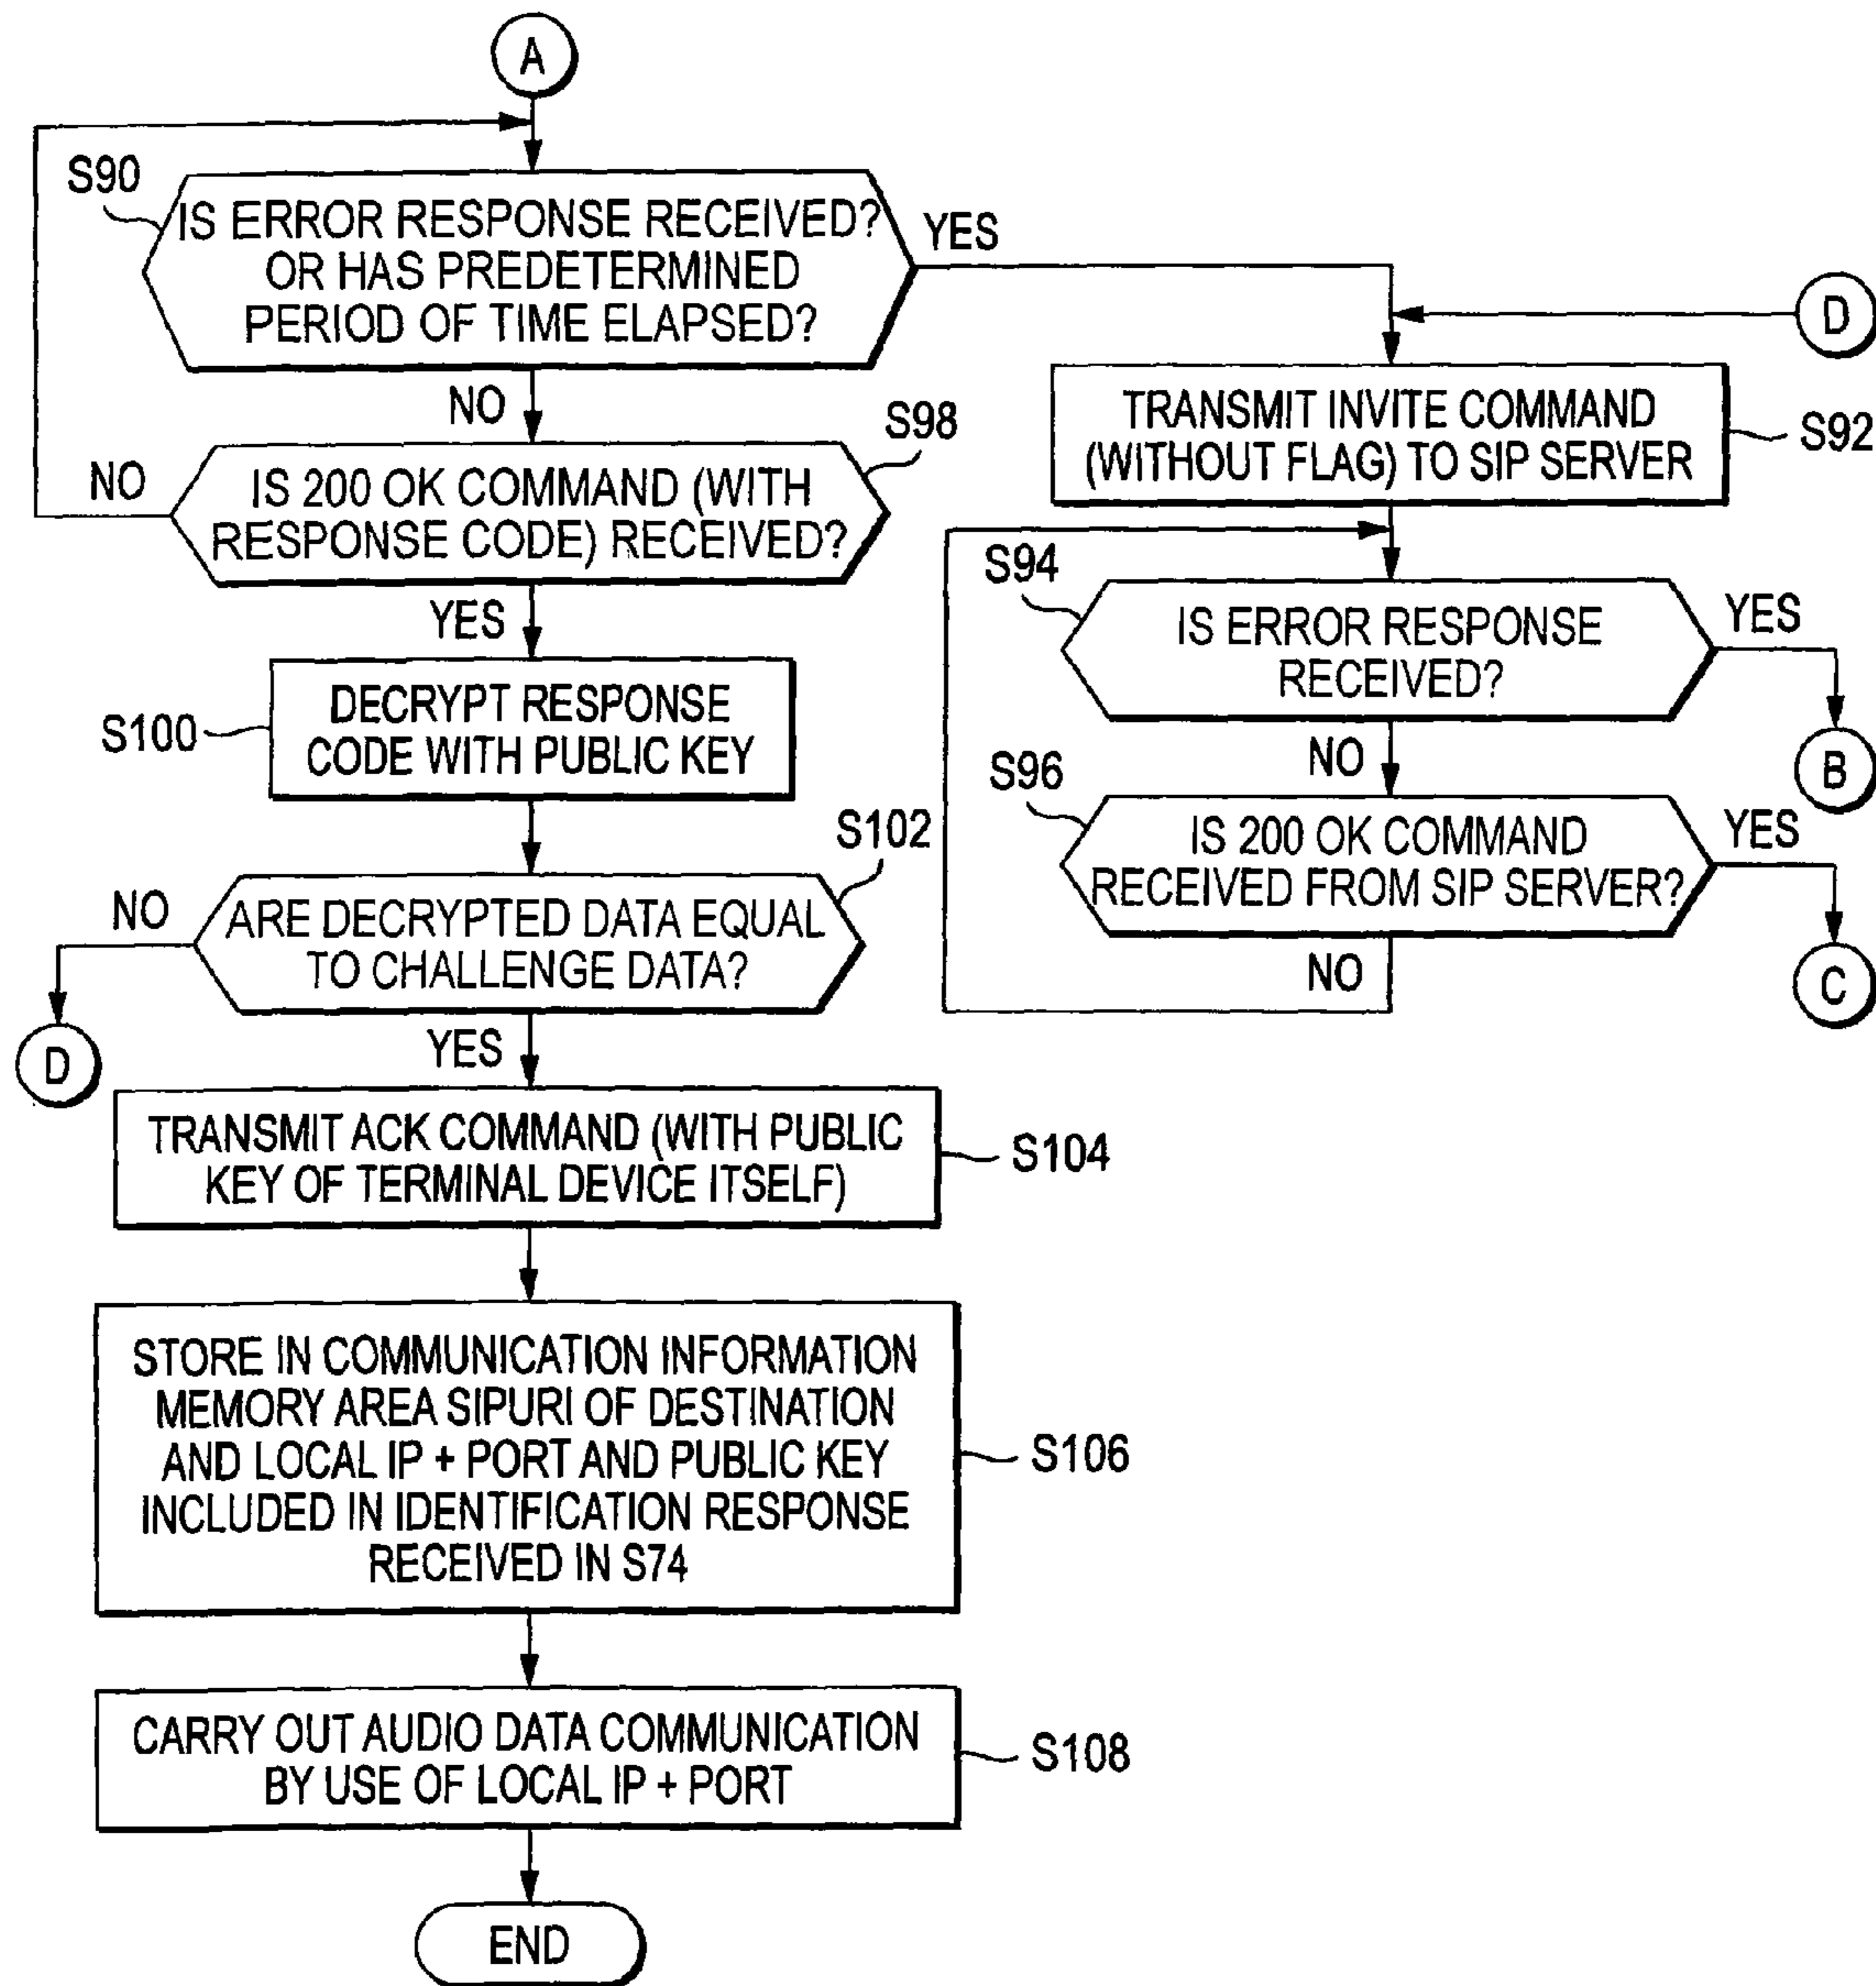 A
S90
IS ERROR RESPONSE RECEIVED?
OR HAS PREDETERMINED
PERIOD OF TIME ELAPSED?
YES
D
NO
TRANSMIT INVITE COMMAND
(WITHOUT FLAG) TO SIP SERVER
S92
S98
NO
IS 200 OK COMMAND (WITH
RESPONSE CODE) RECEIVED?
YES
S94
IS ERROR RESPONSE
RECEIVED?
YES
B
NO
S100
DECRYPT RESPONSE
CODE WITH PUBLIC KEY
S96
IS 200 OK COMMAND
RECEIVED FROM SIP SERVER?
YES
C
NO
S102
NO
ARE DECRYPTED DATA EQUAL
TO CHALLENGE DATA?
D
YES
TRANSMIT ACK COMMAND (WITH PUBLIC
KEY OF TERMINAL DEVICE ITSELF)
S104
STORE IN COMMUNICATION INFORMATION
MEMORY AREA SIPURI OF DESTINATION
AND LOCAL IP + PORT AND PUBLIC KEY
INCLUDED IN IDENTIFICATION RESPONSE
RECEIVED IN S74
S106
CARRY OUT AUDIO DATA COMMUNICATION
BY USE OF LOCAL IP + PORT
S108
END